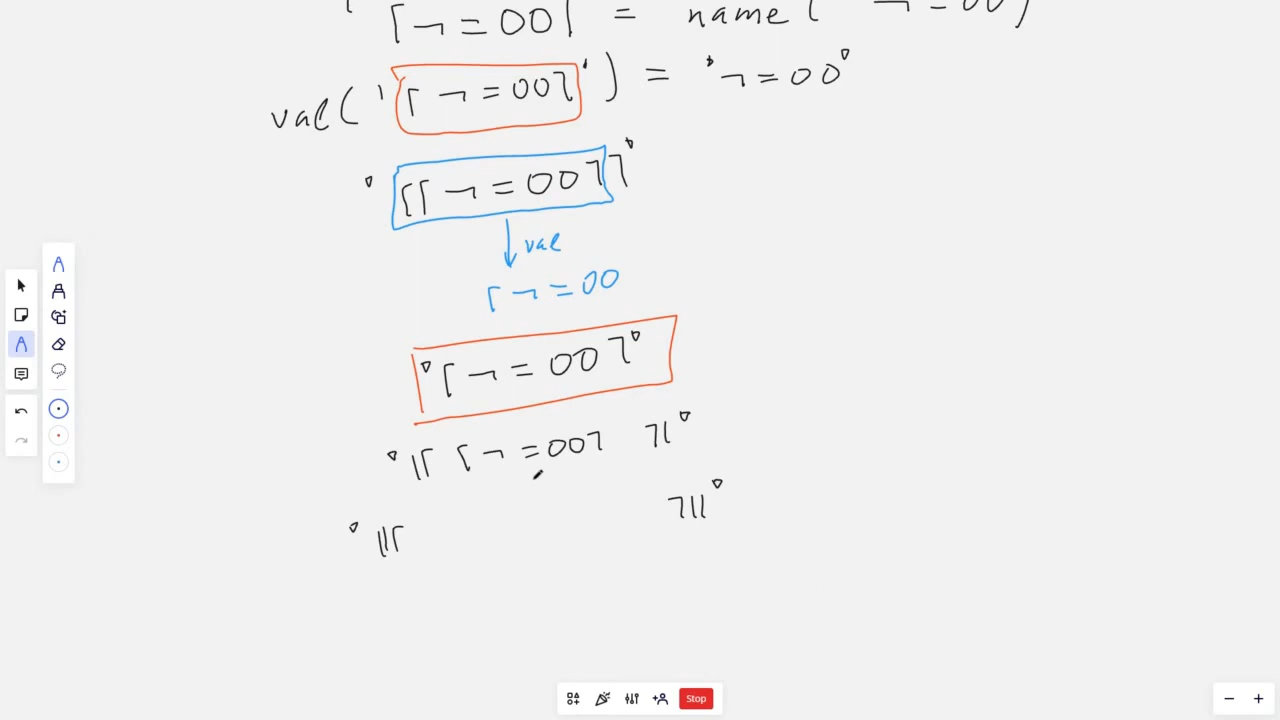 ⌈¬=00⌉ = name( ¬=00)
val('⌈¬=00⌉') = °¬=00°
°⌈⌈¬=00⌉⌉°
val
⌈¬=00
°⌈¬=00⌉°
°|⌈ ⌈¬=00⌉ ⌉|°
°||⌈ ⌉||°
Stop